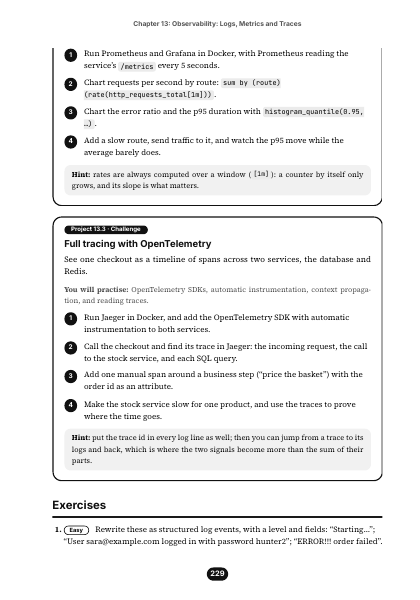 Chapter 13: Observability: Logs, Metrics and Traces
1 Run Prometheus and Grafana in Docker, with Prometheus reading the
service's /metrics every 5 seconds.
2 Chart requests per second by route: sum by (route)
(rate(http_requests_total[1m])) .
3 Chart the error ratio and the p95 duration with histogram_quantile(0.95,
…) .
4 Add a slow route, send traffic to it, and watch the p95 move while the
average barely does.
Hint: rates are always computed over a window ( [1m] ): a counter by itself only
grows, and its slope is what matters.
Project 13.3 · Challenge
Full tracing with OpenTelemetry
See one checkout as a timeline of spans across two services, the database and
Redis.
You will practise: OpenTelemetry SDKs, automatic instrumentation, context propaga-
tion, and reading traces.
1 Run Jaeger in Docker, and add the OpenTelemetry SDK with automatic
instrumentation to both services.
2 Call the checkout and find its trace in Jaeger: the incoming request, the call
to the stock service, and each SQL query.
3 Add one manual span around a business step (“price the basket”) with the
order id as an attribute.
4 Make the stock service slow for one product, and use the traces to prove
where the time goes.
Hint: put the trace id in every log line as well; then you can jump from a trace to its
logs and back, which is where the two signals become more than the sum of their
parts.
Exercises
1. Easy Rewrite these as structured log events, with a level and fields: “Starting...”;
“User sara@example.com logged in with password hunter2”; “ERROR!!! order failed”.
229